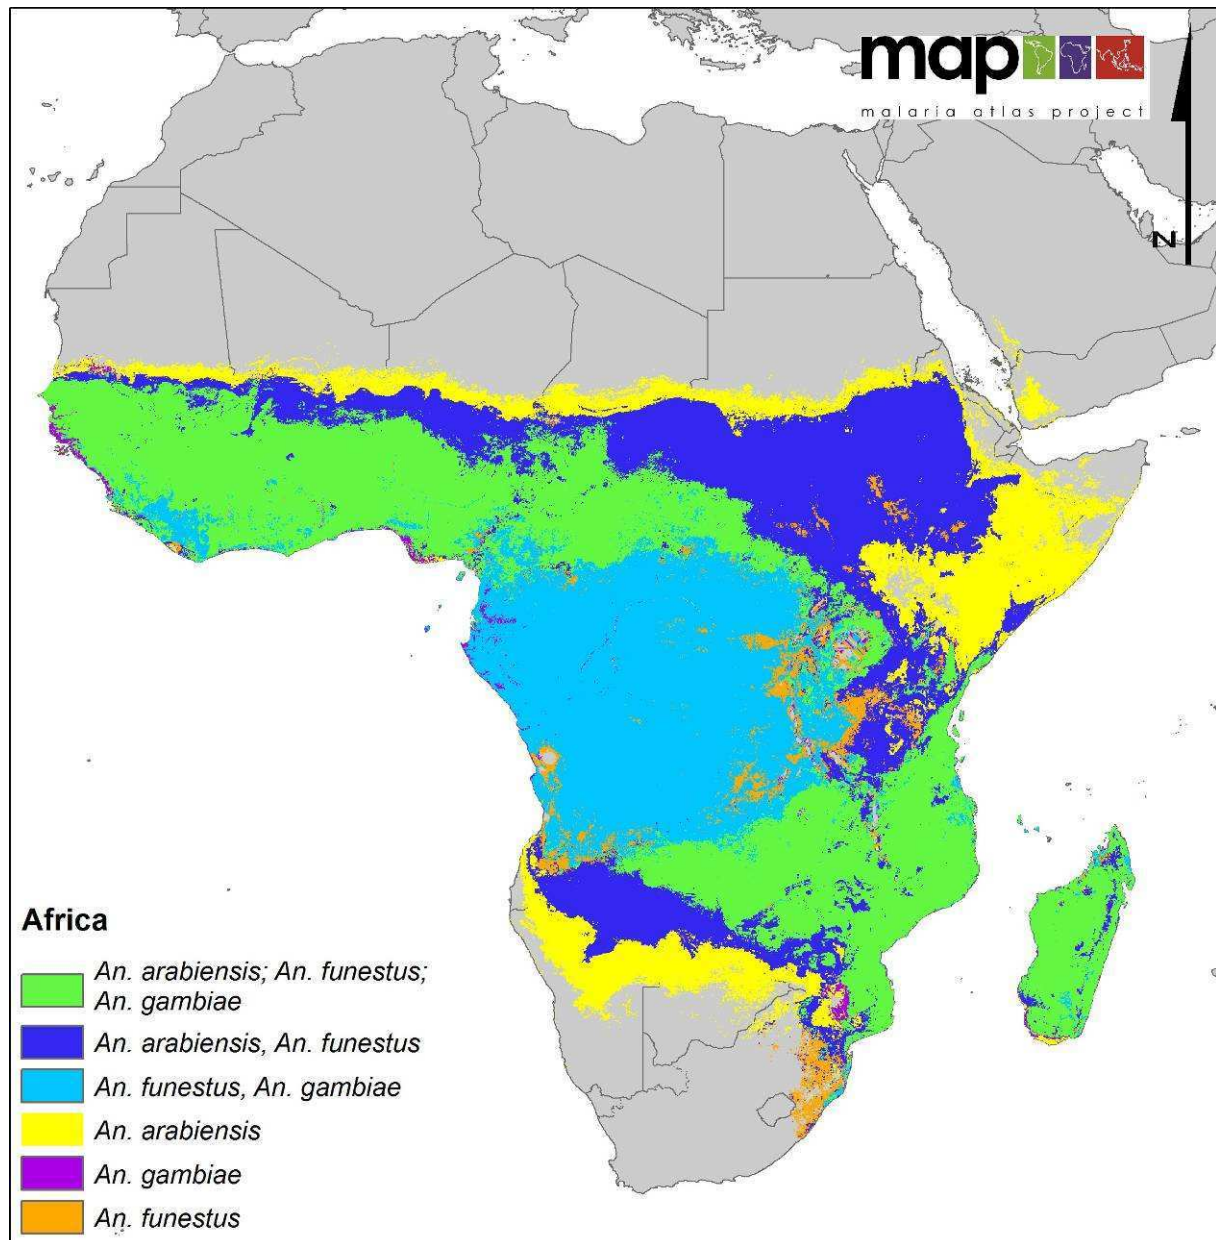 map
malaria atlas project
N
Africa
An. arabiensis; An. funestus;
An. gambiae
An. arabiensis, An. funestus
An. funestus, An. gambiae
An. arabiensis
An. gambiae
An. funestus